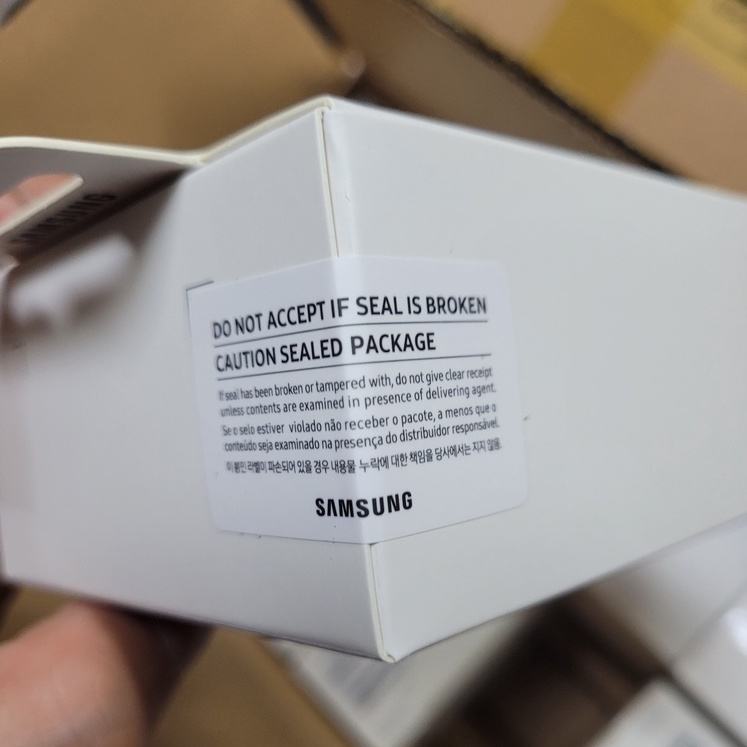 SAMSUNG
DO NOT ACCEPT IF SEAL IS BROKEN
CAUTION SEALED PACKAGE
If seal has been broken or tampered with, do not give clear receipt
unless contents are examined in presence of delivering agent.
Se o selo estiver violado não receber o pacote, a menos que o
conteúdo seja examinado na presença do distribuidor responsável.
이 봉인 라벨이 파손되어 있을 경우 내용물 누락에 대한 책임을 당사에서는 지지 않음.
SAMSUNG